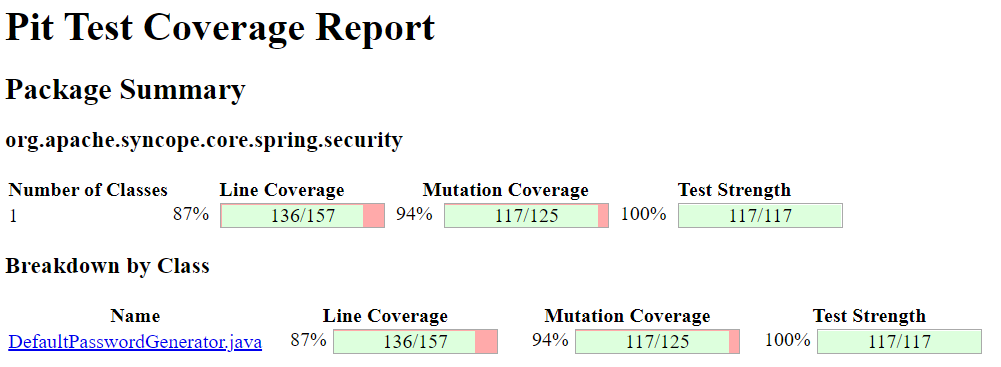 Pit Test Coverage Report
Package Summary
org.apache.syncope.core.spring.security
Number of Classes Line Coverage Mutation Coverage Test Strength
1 87% 136/157 94% 117/125 100% 117/117
Breakdown by Class
Name Line Coverage Mutation Coverage Test Strength
DefaultPasswordGenerator.java 87% 136/157 94% 117/125 100% 117/117